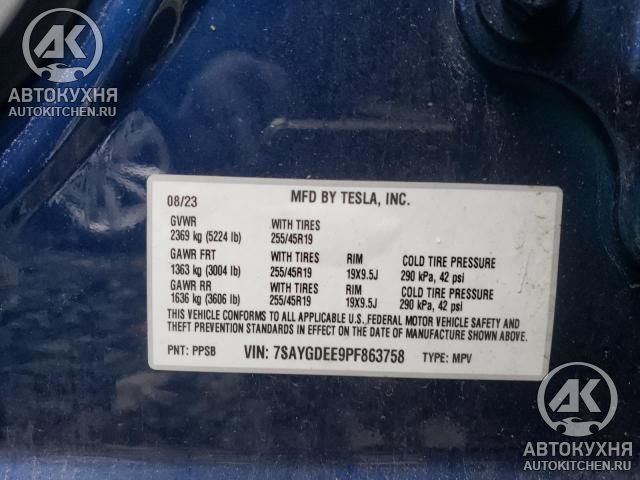 АК
АВТОКУХНЯ
AUTOKITCHEN.RU
08/23 MFD BY TESLA, INC.
GVWR WITH TIRES
2369 kg (5224 lb) 255/45R19
GAWR FRT WITH TIRES RIM COLD TIRE PRESSURE
1363 kg (3004 lb) 255/45R19 19X9.5J 290 kPa, 42 psi
GAWR RR WITH TIRES RIM COLD TIRE PRESSURE
1636 kg (3606 lb) 255/45R19 19X9.5J 290 kPa, 42 psi
THIS VEHICLE CONFORMS TO ALL APPLICABLE U.S. FEDERAL MOTOR VEHICLE SAFETY AND
THEFT PREVENTION STANDARDS IN EFFECT ON THE DATE OF MANUFACTURE SHOWN ABOVE.
PNT: PPSB VIN: 7SAYGDEE9PF863758 TYPE: MPV
АК
АВТОКУХНЯ
AUTOKITCHEN.RU